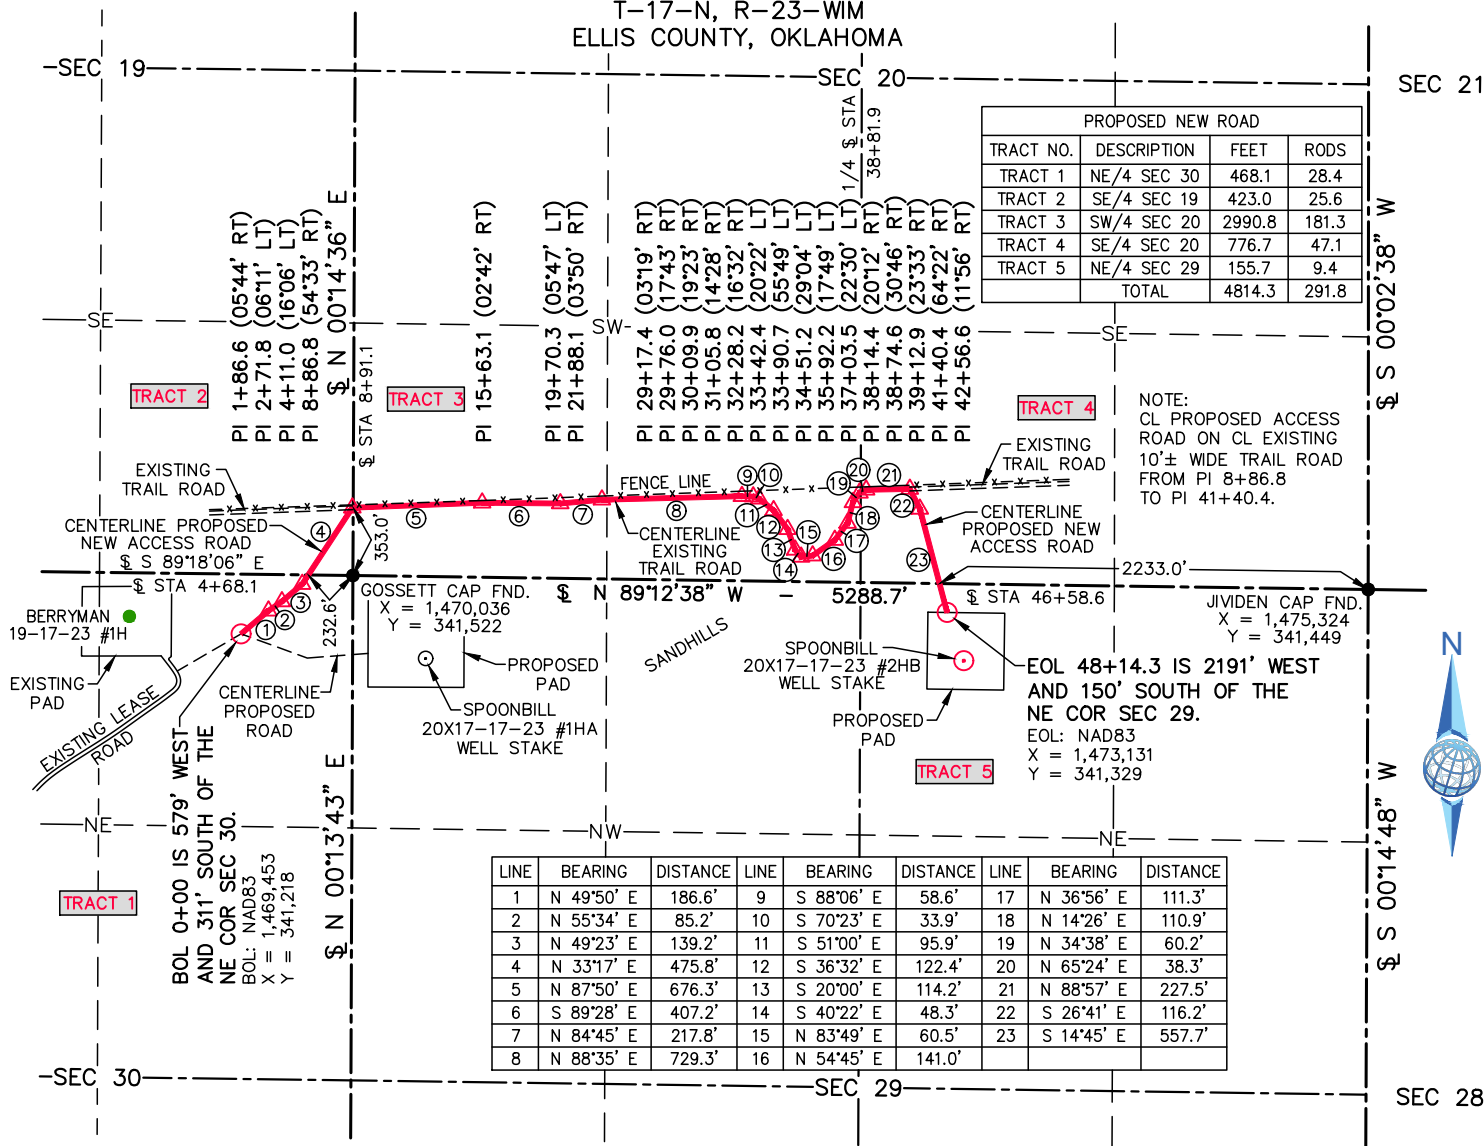 T-17-N, R-23-WIM
ELLIS COUNTY, OKLAHOMA
SEC 19
SEC 20
SEC 21
1/4 ℄ STA
38+81.9
PROPOSED NEW ROAD
TRACT NO. DESCRIPTION FEET RODS
TRACT 1 NE/4 SEC 30 468.1 28.4
TRACT 2 SE/4 SEC 19 423.0 25.6
TRACT 3 SW/4 SEC 20 2990.8 181.3
TRACT 4 SE/4 SEC 20 776.7 47.1
TRACT 5 NE/4 SEC 29 155.7 9.4
TOTAL 4814.3 291.8
PI 1+86.6 (05°44' RT)
PI 2+71.8 (06°11' LT)
PI 4+11.0 (16°06' LT)
PI 8+86.8 (54°33' RT)
℄ N 00°14'36" E
℄ STA 8+91.1
PI 15+63.1 (02°42' RT)
PI 19+70.3 (05°47' LT)
PI 21+88.1 (03°50' RT)
PI 29+17.4 (03°19' RT)
PI 29+76.0 (17°43' RT)
PI 30+09.9 (19°23' RT)
PI 31+05.8 (14°28' RT)
PI 32+28.2 (16°32' RT)
PI 33+42.4 (20°22' LT)
PI 33+90.7 (55°49' LT)
PI 34+51.2 (29°04' LT)
PI 35+92.2 (17°49' LT)
PI 37+03.5 (22°30' LT)
PI 38+14.4 (20°12' RT)
PI 38+74.6 (30°46' RT)
PI 39+12.9 (23°33' RT)
PI 41+40.4 (64°22' RT)
PI 42+56.6 (11°56' RT)
℄ S 00°02'38" W
SE
SW
SE
TRACT 2
TRACT 3
TRACT 4
NOTE:
CL PROPOSED ACCESS
ROAD ON CL EXISTING
10'± WIDE TRAIL ROAD
FROM PI 8+86.8
TO PI 41+40.4.
EXISTING
TRAIL ROAD
EXISTING
TRAIL ROAD
FENCE LINE
CENTERLINE PROPOSED
NEW ACCESS ROAD
CENTERLINE
EXISTING
TRAIL ROAD
CENTERLINE
PROPOSED NEW
ACCESS ROAD
1
2
3
4
5
6
7
8
9
10
11
12
13
14
15
16
17
18
19
20
21
22
23
353.0'
232.6'
℄ S 89°18'06" E
℄ STA 4+68.1
℄ N 89°12'38" W – 5288.7'
2233.0'
℄ STA 46+58.6
GOSSETT CAP FND.
X = 1,470,036
Y = 341,522
JIVIDEN CAP FND.
X = 1,475,324
Y = 341,449
BERRYMAN
19-17-23 #1H
EXISTING
PAD
EXISTING LEASE
ROAD
CENTERLINE
PROPOSED
ROAD
PROPOSED
PAD
SPOONBILL
20X17-17-23 #1HA
WELL STAKE
SANDHILLS
SPOONBILL
20X17-17-23 #2HB
WELL STAKE
PROPOSED
PAD
EOL 48+14.3 IS 2191' WEST
AND 150' SOUTH OF THE
NE COR SEC 29.
EOL: NAD83
X = 1,473,131
Y = 341,329
N
TRACT 5
BOL 0+00 IS 579' WEST
AND 311' SOUTH OF THE
NE COR SEC 30.
BOL: NAD83
X = 1,469,453
Y = 341,218
℄ N 00°13'43" E
℄ S 00°14'48" W
NE
NW
NE
TRACT 1
LINE BEARING DISTANCE LINE BEARING DISTANCE LINE BEARING DISTANCE
1 N 49°50' E 186.6' 9 S 88°06' E 58.6' 17 N 36°56' E 111.3'
2 N 55°34' E 85.2' 10 S 70°23' E 33.9' 18 N 14°26' E 110.9'
3 N 49°23' E 139.2' 11 S 51°00' E 95.9' 19 N 34°38' E 60.2'
4 N 33°17' E 475.8' 12 S 36°32' E 122.4' 20 N 65°24' E 38.3'
5 N 87°50' E 676.3' 13 S 20°00' E 114.2' 21 N 88°57' E 227.5'
6 S 89°28' E 407.2' 14 S 40°22' E 48.3' 22 S 26°41' E 116.2'
7 N 84°45' E 217.8' 15 N 83°49' E 60.5' 23 S 14°45' E 557.7'
8 N 88°35' E 729.3' 16 N 54°45' E 141.0'
SEC 30
SEC 29
SEC 28